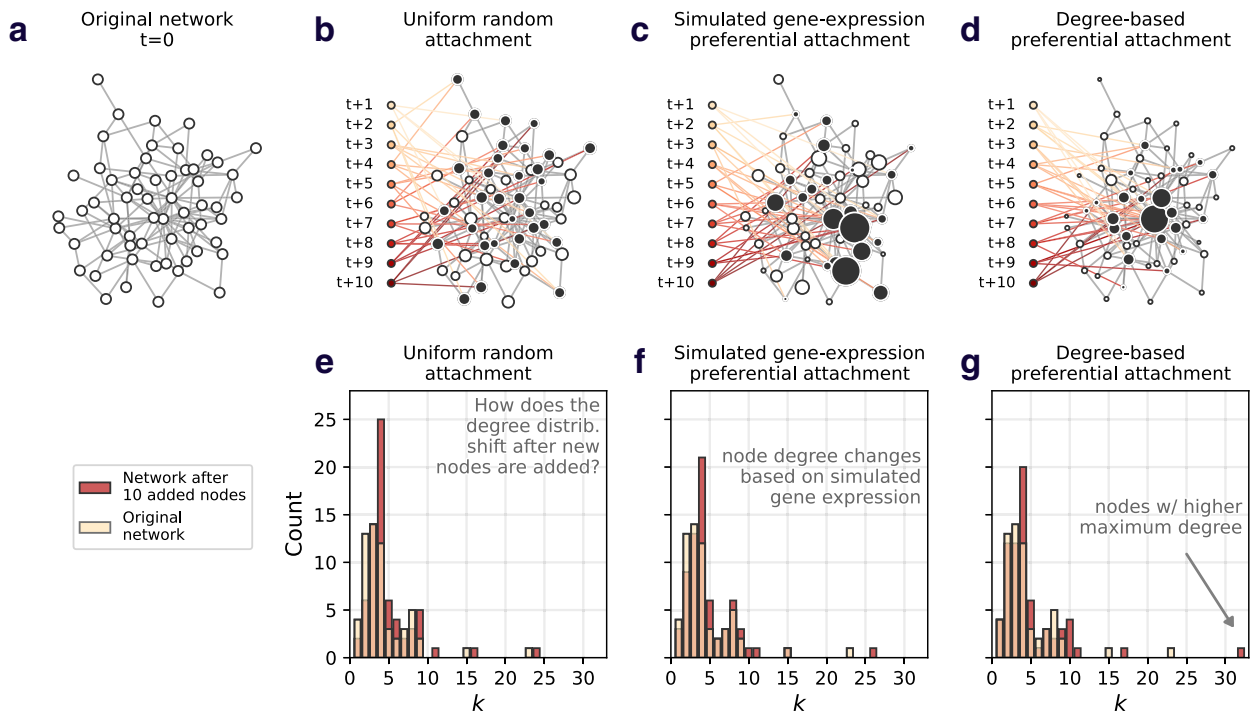 a
Original network
t=0
b
Uniform random
attachment
t+1
t+2
t+3
t+4
t+5
t+6
t+7
t+8
t+9
t+10
c
Simulated gene-expression
preferential attachment
t+1
t+2
t+3
t+4
t+5
t+6
t+7
t+8
t+9
t+10
d
Degree-based
preferential attachment
t+1
t+2
t+3
t+4
t+5
t+6
t+7
t+8
t+9
t+10
Network after
10 added nodes
Original
network
e
Uniform random
attachment
How does the
degree distrib.
shift after new
nodes are added?
Count
25
20
15
10
5
0
0 5 10 15 20 25 30
k
f
Simulated gene-expression
preferential attachment
node degree changes
based on simulated
gene expression
0 5 10 15 20 25 30
k
g
Degree-based
preferential attachment
nodes w/ higher
maximum degree
0 5 10 15 20 25 30
k